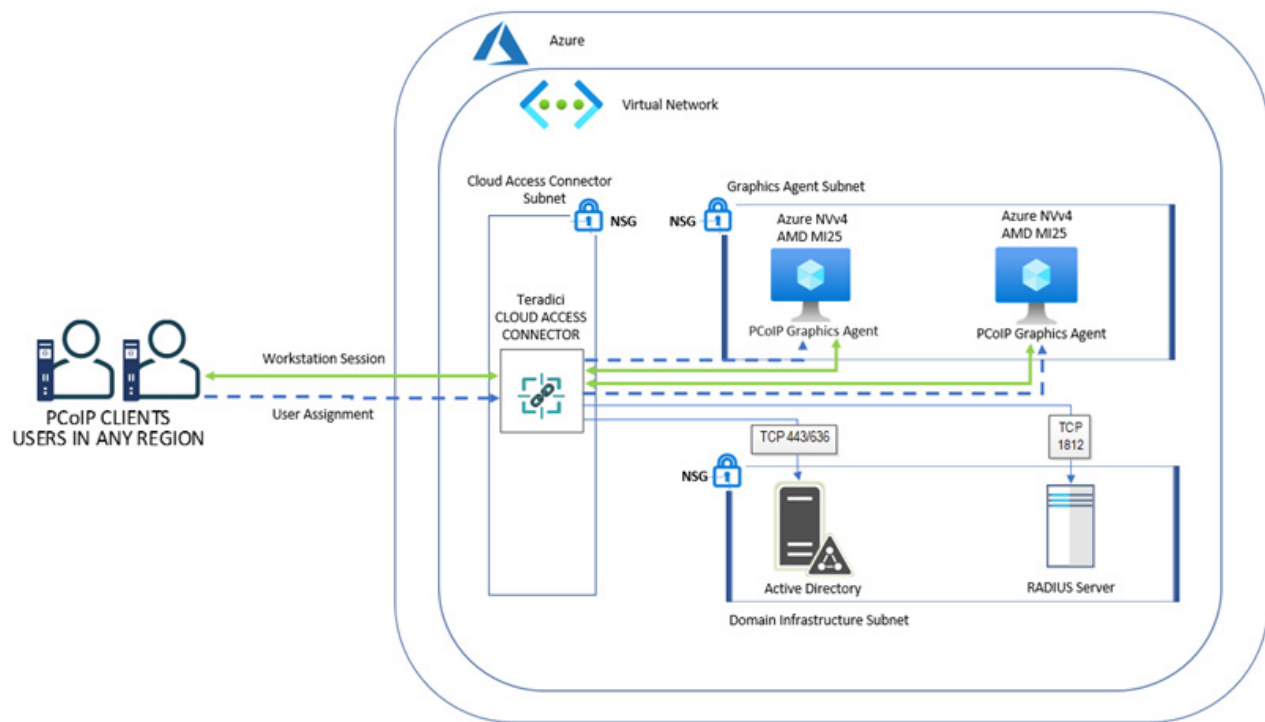 Azure
Virtual Network
Cloud Access Connector
Subnet
NSG
Graphics Agent Subnet
NSG
Azure NVv4
AMD MI25
Azure NVv4
AMD MI25
Teradici
CLOUD ACCESS
CONNECTOR
PCoIP Graphics Agent
PCoIP Graphics Agent
Workstation Session
User Assignment
PCoIP CLIENTS
USERS IN ANY REGION
TCP 443/636
TCP
1812
NSG
Active Directory
RADIUS Server
Domain Infrastructure Subnet